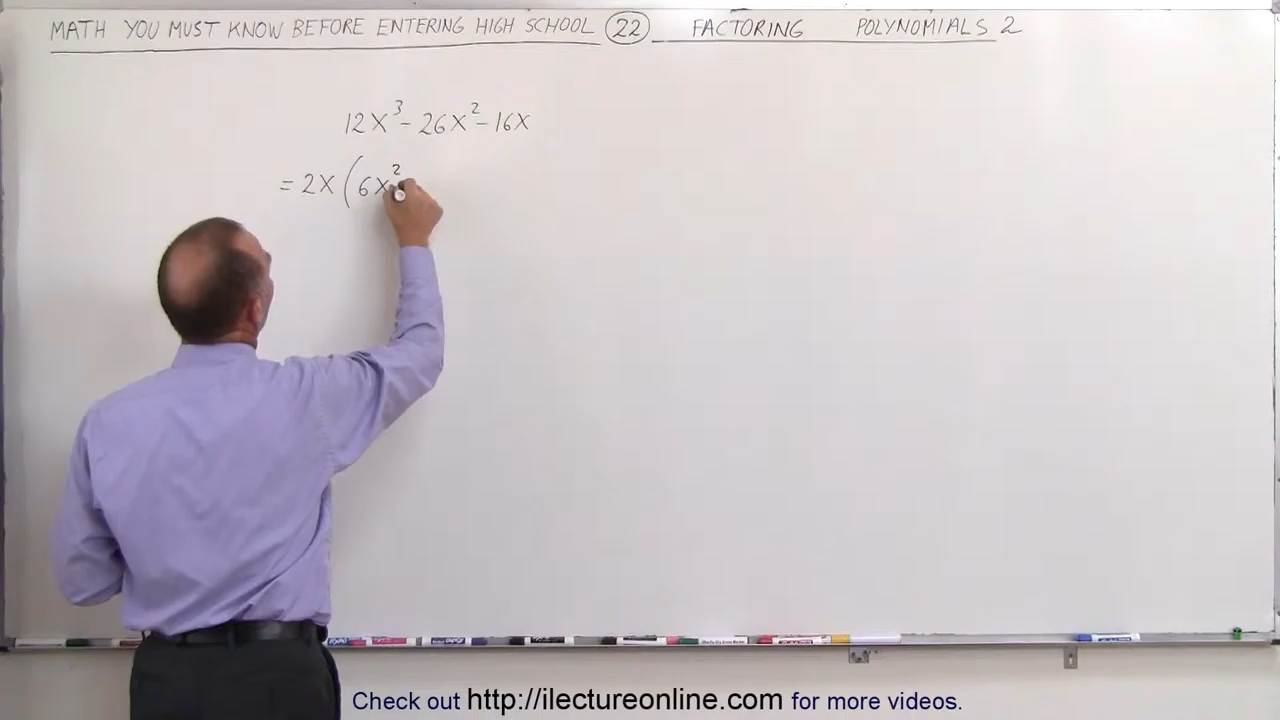 MATH YOU MUST KNOW BEFORE ENTERING HIGH SCHOOL 22 FACTORING POLYNOMIALS 2
12X³ - 26X² - 16X
= 2X (6X²
Check out http://ilectureonline.com for more videos.